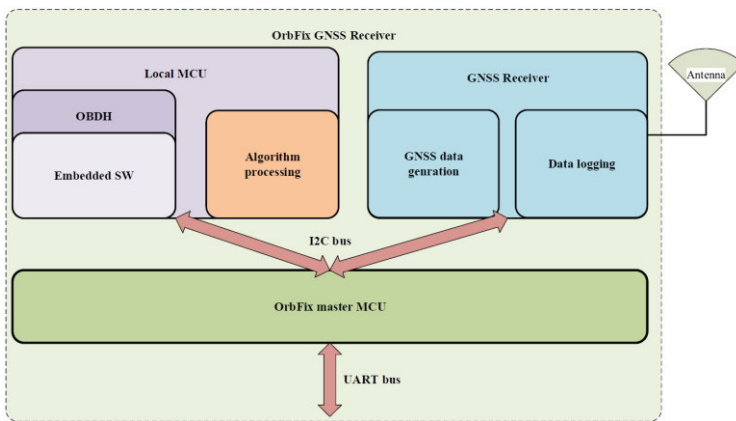 OrbFix GNSS Receiver
Local MCU
OBDH
Embedded SW
Algorithm
processing
GNSS Receiver
GNSS data
genration
Data logging
Antenna
I2C bus
OrbFix master MCU
UART bus